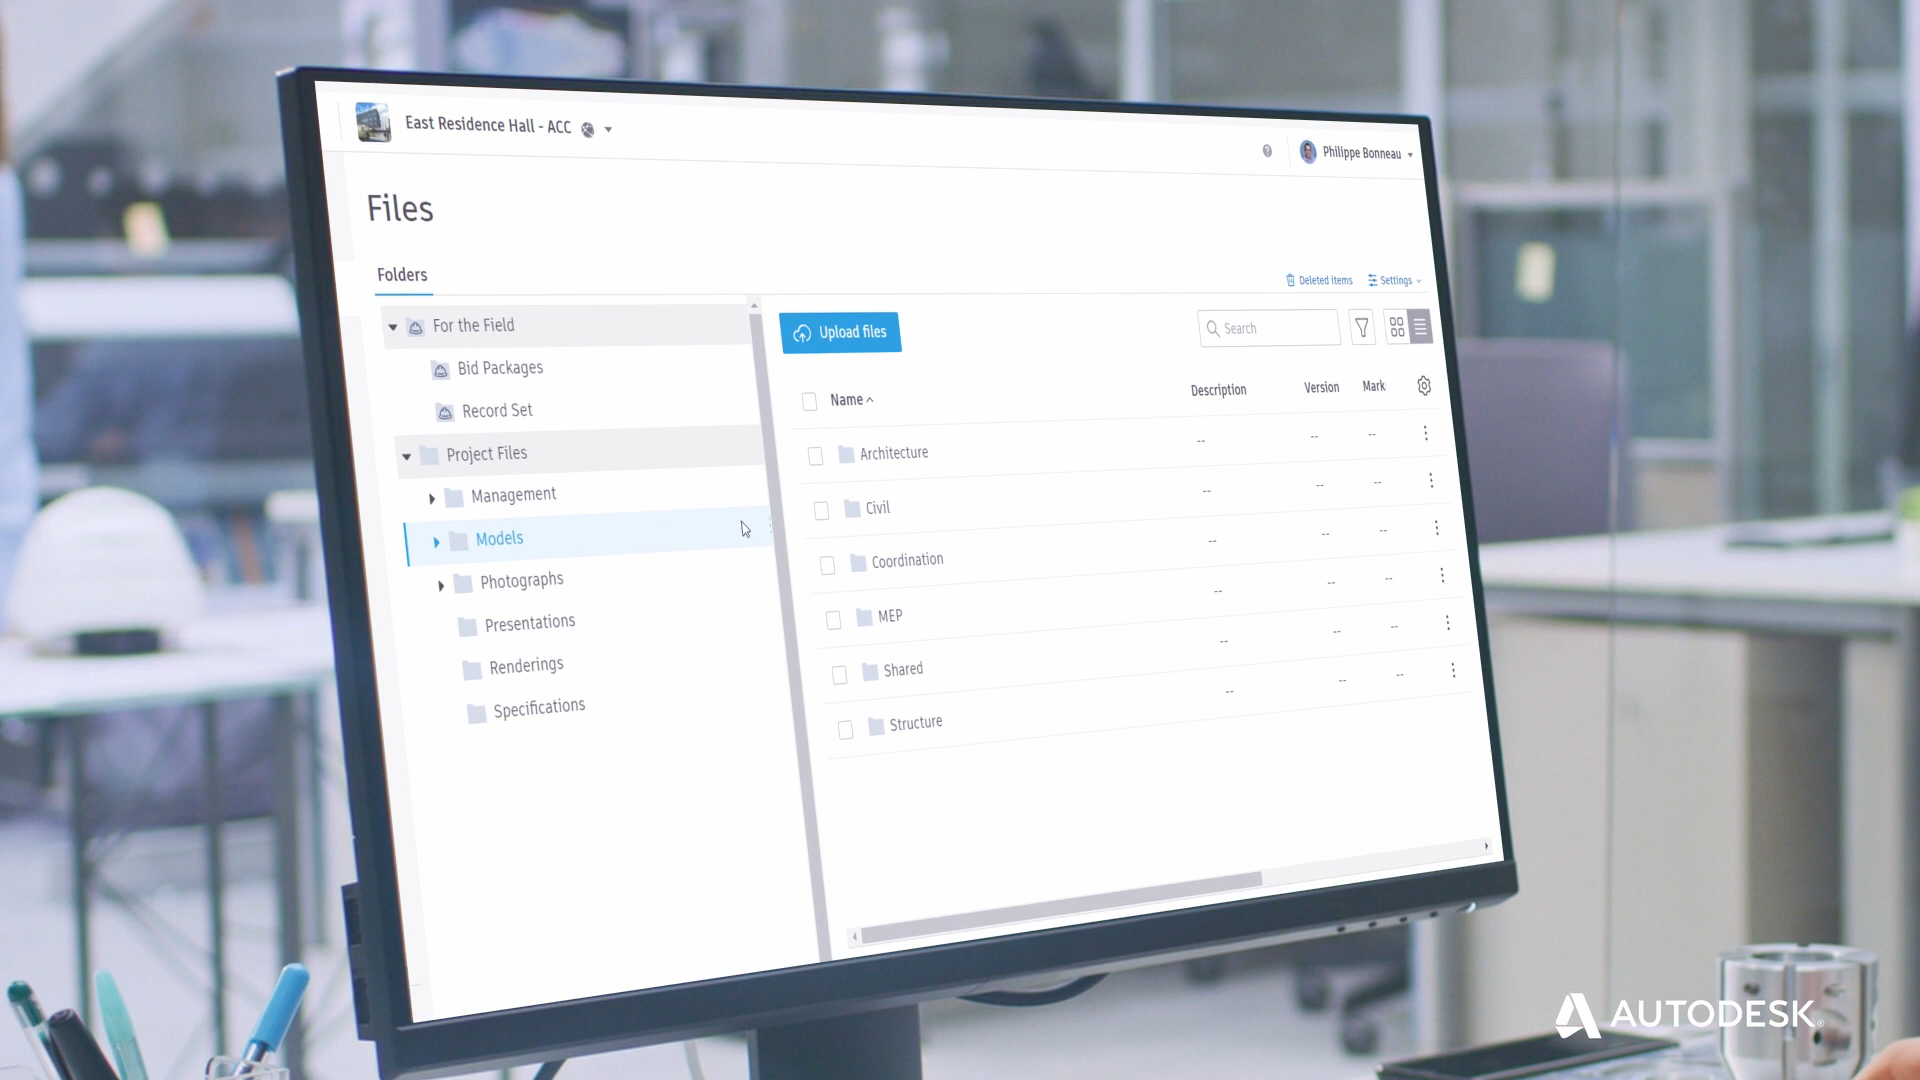 East Residence Hall - ACC
Philippe Bonneau
Files
Folders
Deleted items
Settings
For the Field
Bid Packages
Record Set
Project Files
Management
Models
Photographs
Presentations
Renderings
Specifications
Upload files
Search
Name
Description
Version
Mark
Architecture
-- -- --
Civil
-- -- --
Coordination
-- -- --
MEP
-- -- --
Shared
-- -- --
Structure
-- -- --
AUTODESK®